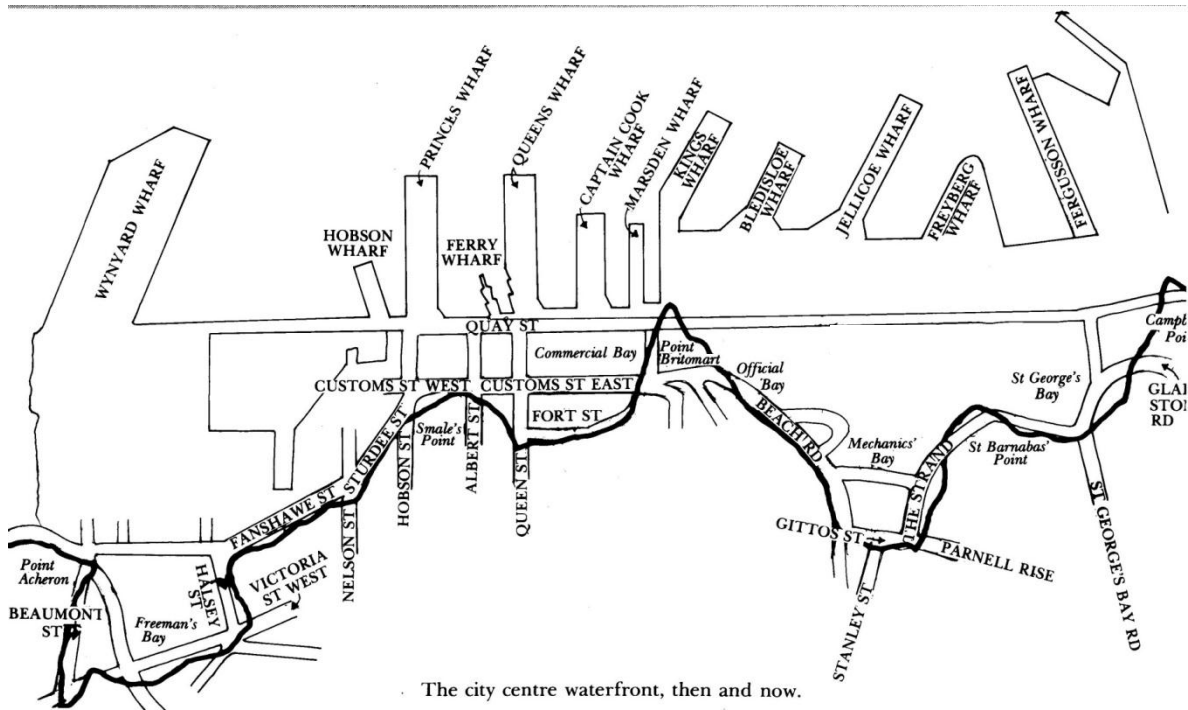 WYNYARD WHARF
HOBSON
WHARF
PRINCES WHARF
FERRY
WHARF
QUEENS WHARF
CAPTAIN COOK
WHARF
MARSDEN WHARF
KINGS
WHARF
BLEDISLOE
WHARF
JELLICOE WHARF
FREYBERG
WHARF
FERGUSSON WHARF
QUAY ST
Commercial Bay
Point
Britomart
Official
Bay
CUSTOMS ST WEST
CUSTOMS ST EAST
FORT ST
Smale's
Point
STURDEE ST
HOBSON ST
ALBERT ST
QUEEN ST
BEACH RD
Mechanics'
Bay
St George's
Bay
St Barnabas'
Point
Campb
Poi
GLAD
STON
RD
THE STRAND
GITTOS ST
PARNELL RISE
STANLEY ST
ST. GEORGE'S BAY RD
FANSHAWE ST
NELSON ST
VICTORIA
ST WEST
HALSEY
ST
Point
Acheron
BEAUMONT
ST
Freeman's
Bay
The city centre waterfront, then and now.